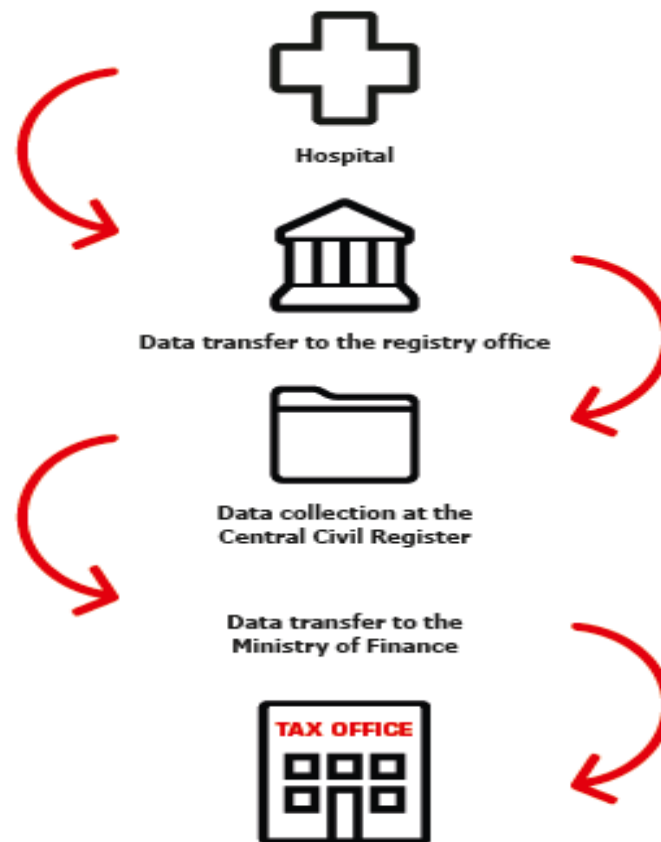 Hospital
Data transfer to the registry office
Data collection at the
Central Civil Register
Data transfer to the
Ministry of Finance
TAX OFFICE